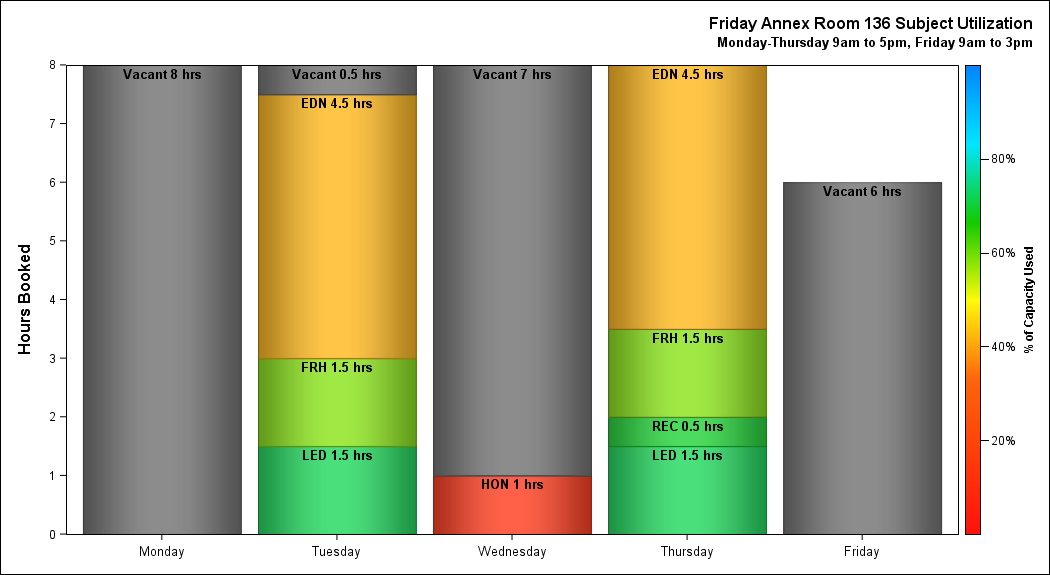 Friday Annex Room 136 Subject Utilization
Monday-Thursday 9am to 5pm, Friday 9am to 3pm
Hours Booked
8
7
6
5
4
3
2
1
0
Vacant 8 hrs
Vacant 0.5 hrs
EDN 4.5 hrs
FRH 1.5 hrs
LED 1.5 hrs
Vacant 7 hrs
HON 1 hrs
EDN 4.5 hrs
FRH 1.5 hrs
REC 0.5 hrs
LED 1.5 hrs
Vacant 6 hrs
Monday
Tuesday
Wednesday
Thursday
Friday
80%
60%
40%
20%
% of Capacity Used